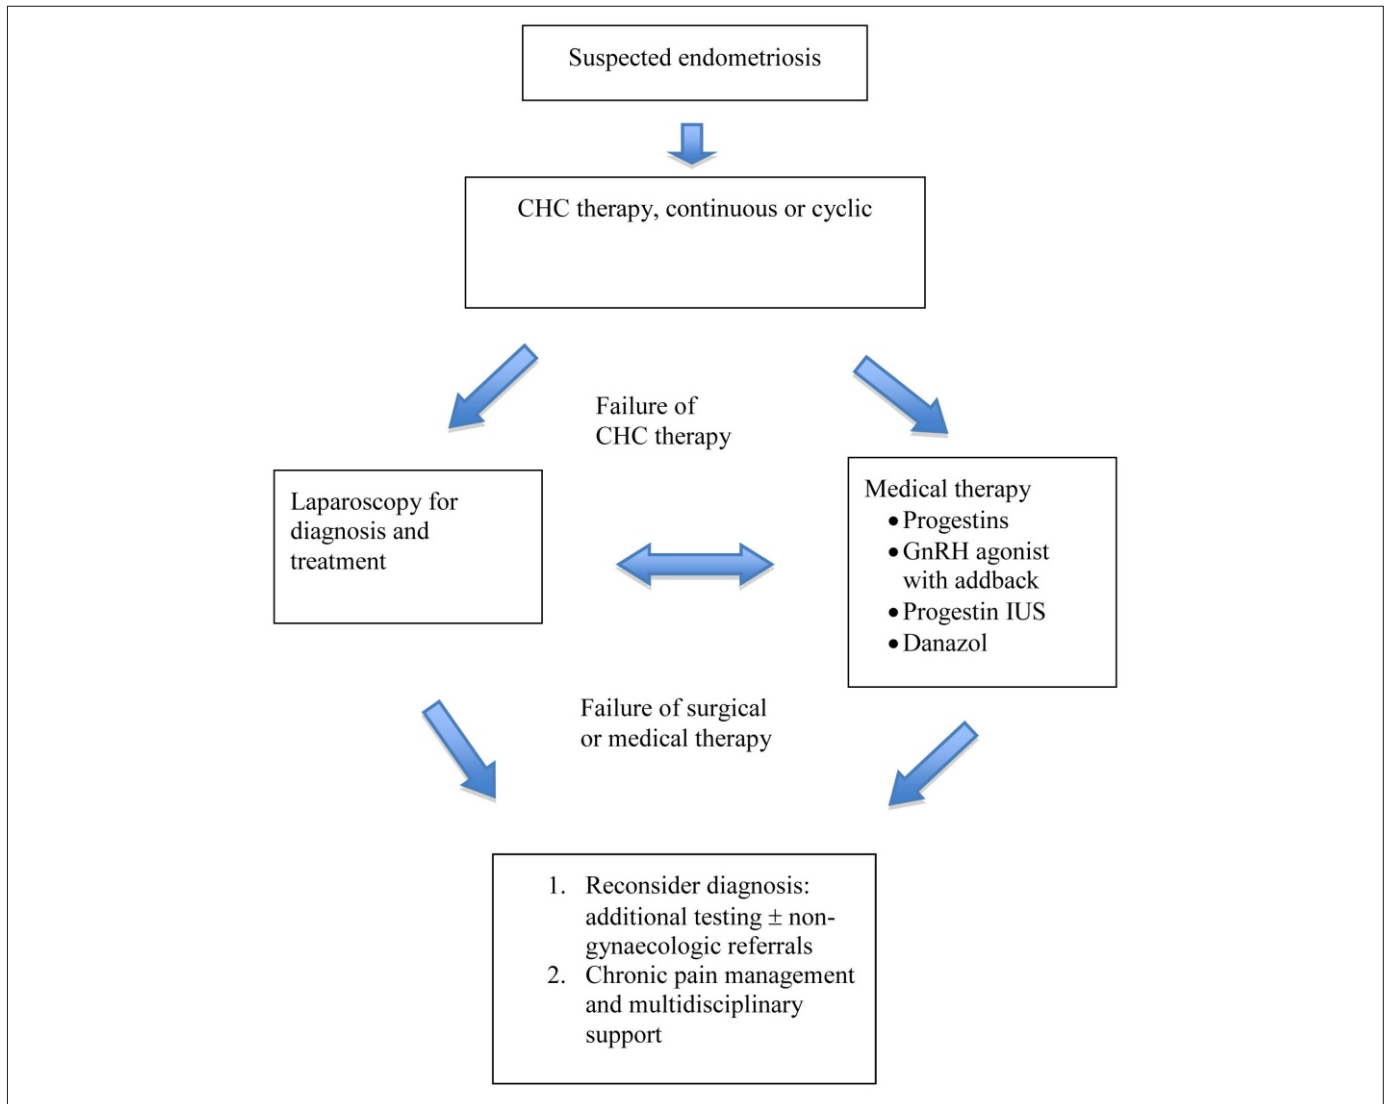 Suspected endometriosis
CHC therapy, continuous or cyclic
Failure of
CHC therapy
Laparoscopy for
diagnosis and
treatment
Medical therapy
• Progestins
• GnRH agonist
with addback
• Progestin IUS
• Danazol
Failure of surgical
or medical therapy
1. Reconsider diagnosis:
additional testing ± non-
gynaecologic referrals
2. Chronic pain management
and multidisciplinary
support